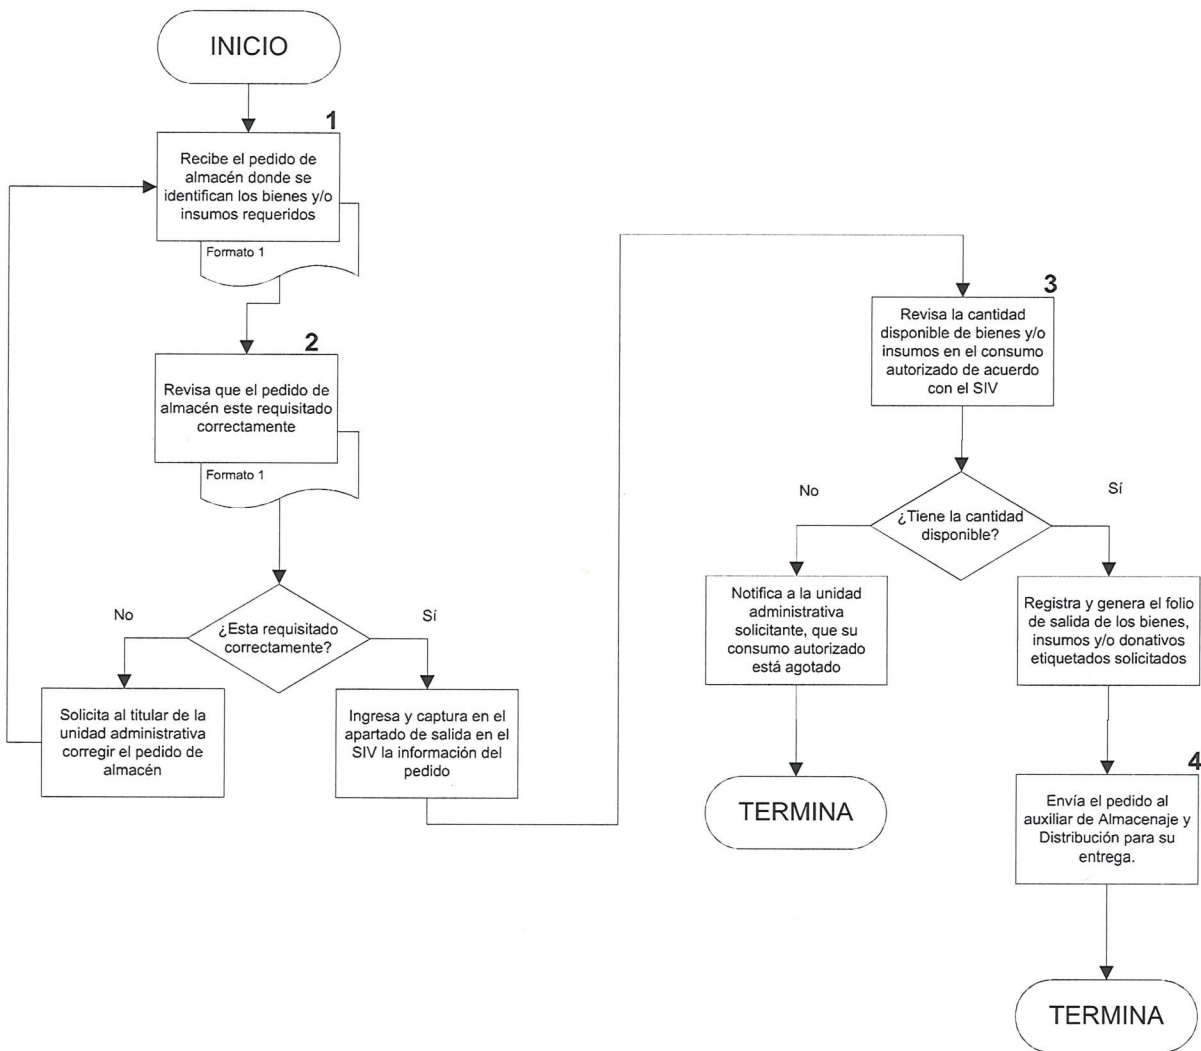 INICIO
1
Recibe el pedido de
almacén donde se
identifican los bienes y/o
insumos requeridos
Formato 1
2
Revisa que el pedido de
almacén este requisitado
correctamente
Formato 1
¿Esta requisitado
correctamente?
No
Sí
Solicita al titular de la
unidad administrativa
corregir el pedido de
almacén
Ingresa y captura en el
apartado de salida en el
SIV la información del
pedido
3
Revisa la cantidad
disponible de bienes y/o
insumos en el consumo
autorizado de acuerdo
con el SIV
¿Tiene la cantidad
disponible?
No
Sí
Notifica a la unidad
administrativa
solicitante, que su
consumo autorizado
está agotado
TERMINA
Registra y genera el folio
de salida de los bienes,
insumos y/o donativos
etiquetados solicitados
4
Envía el pedido al
auxiliar de Almacenaje y
Distribución para su
entrega.
TERMINA